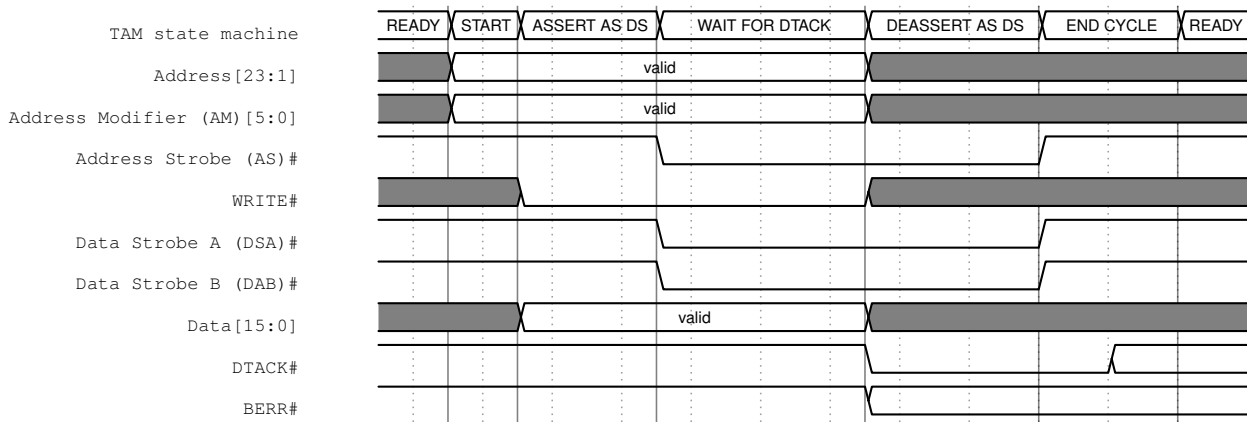 TAM state machine READY START ASSERT AS DS WAIT FOR DTACK DEASSERT AS DS END CYCLE READY
Address[23:1] valid
Address Modifier (AM)[5:0] valid
Address Strobe (AS)#
WRITE#
Data Strobe A (DSA)#
Data Strobe B (DAB)#
Data[15:0] valid
DTACK#
BERR#